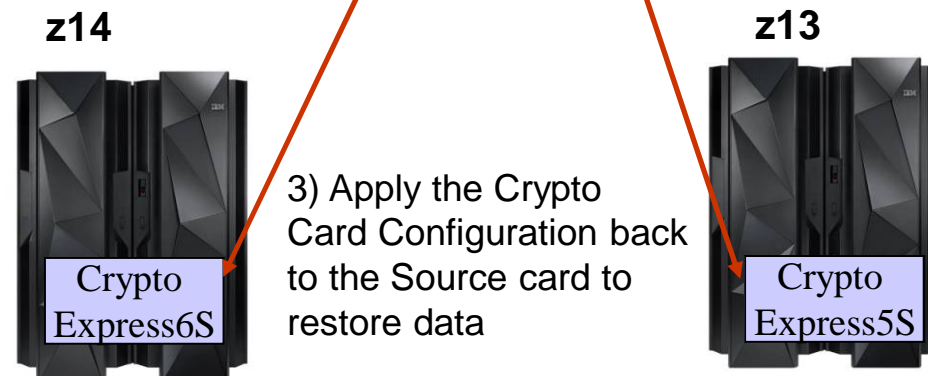 z14
z13
3) Apply the Crypto
Card Configuration back
to the Source card to
restore data
Crypto
Express6S
Crypto
Express5S